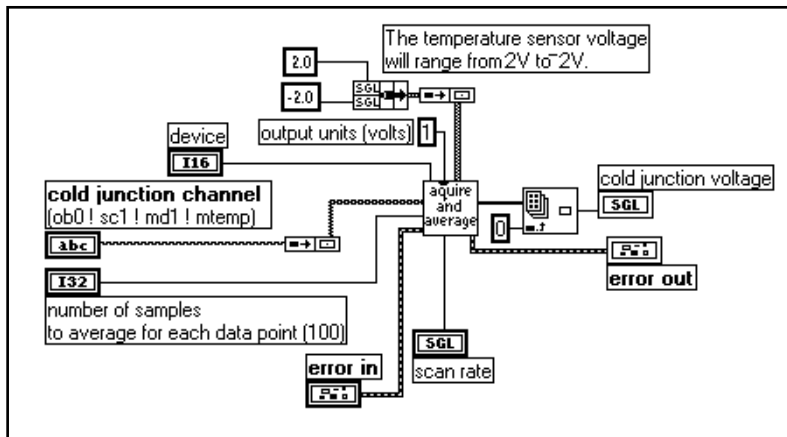 The temperature sensor voltage
will range from 2V to -2V.
2.0
-2.0
SGL
SGL
output units (volts) 1
device
I16
cold junction channel
(ob0 ! sc1 ! md1 ! mtemp)
abc
I32
number of samples
to average for each data point (100)
aquire
and
average
0
cold junction voltage
SGL
error out
error in
SGL
scan rate